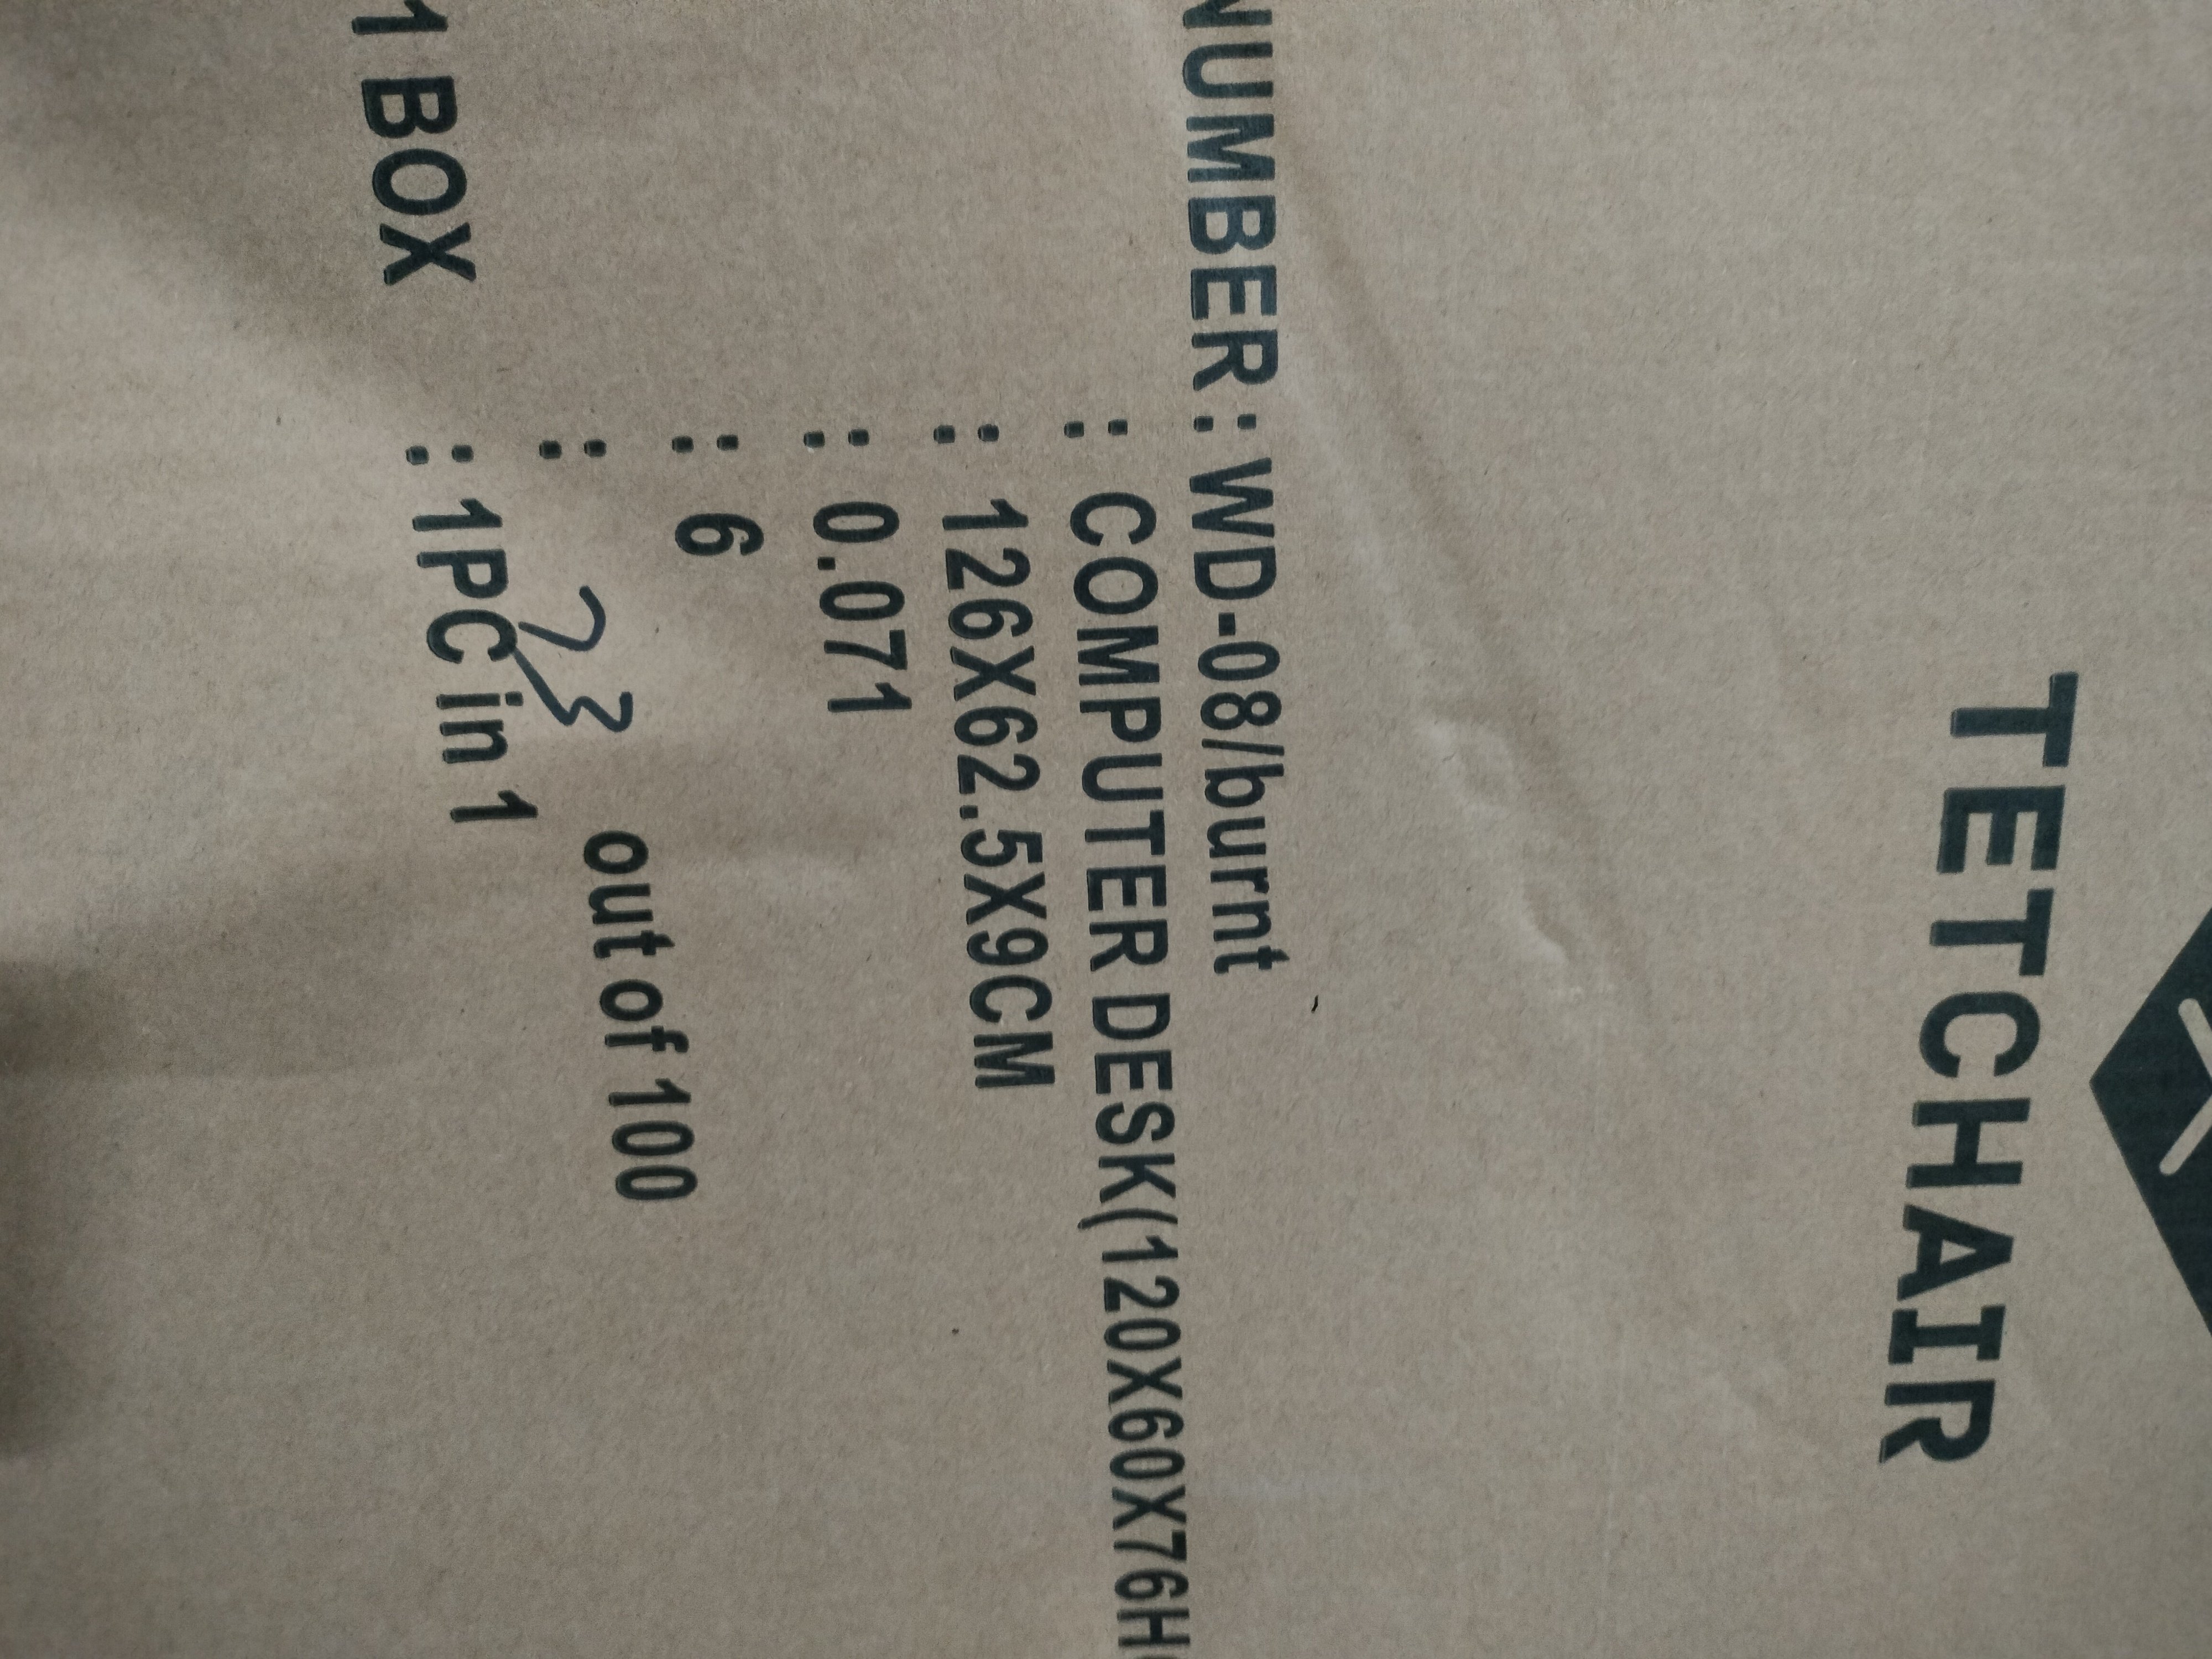 TETCHAIR
NUMBER : WD-08/burnt
: COMPUTER DESK(120X60X76H
: 126X62.5X9CM
: 0.071
: 6
: 23 out of 100
1 BOX : 1PC in 1